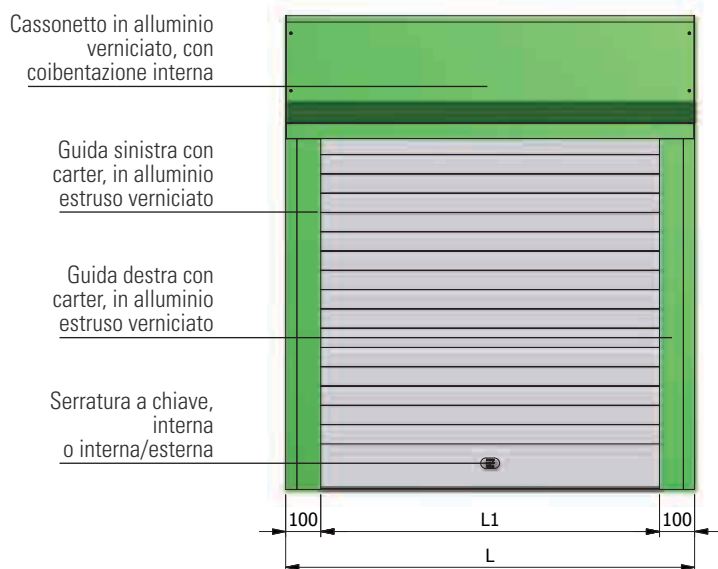 Cassonetto in alluminio
verniciato, con
coibentazione interna
Guida sinistra con
carter, in alluminio
estruso verniciato
Guida destra con
carter, in alluminio
estruso verniciato
Serratura a chiave,
interna
o interna/esterna
100
L1
100
L